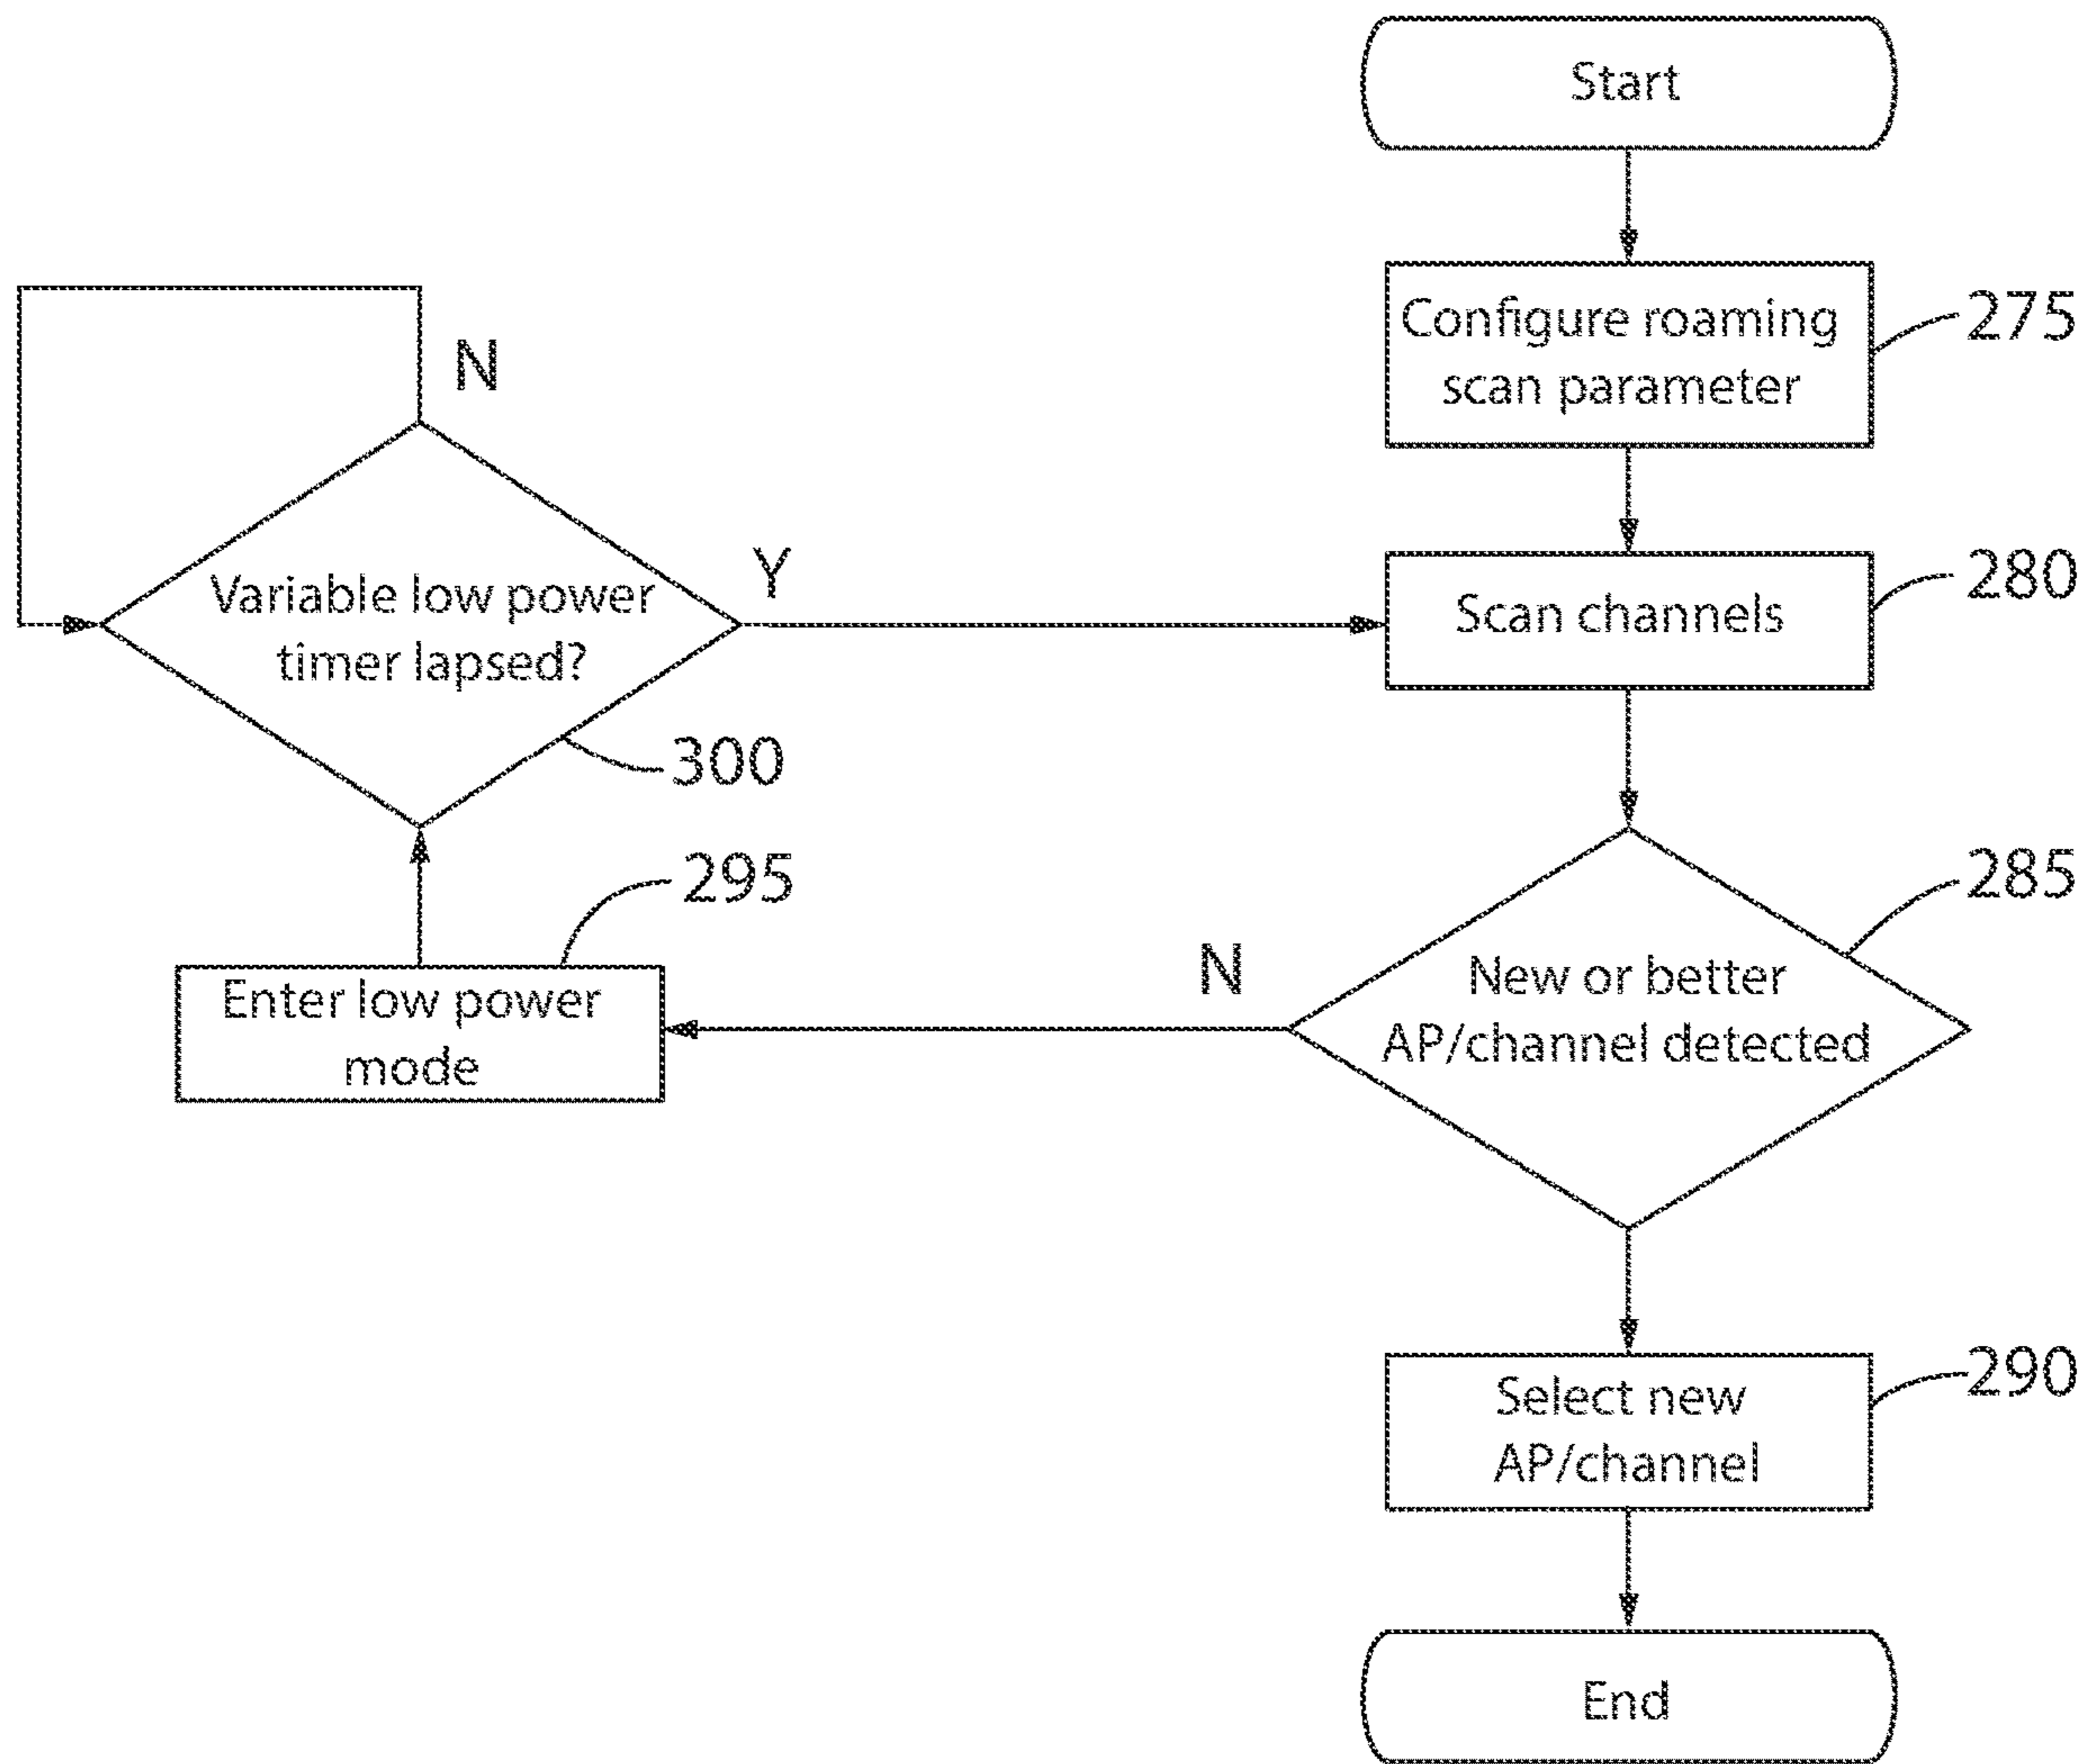 Start
Configure roaming
scan parameter
275
N
Variable low power
timer lapsed?
Y
300
Scan channels
280
295
Enter low power
mode
N
New or better
AP/channel detected
285
Select new
AP/channel
290
End